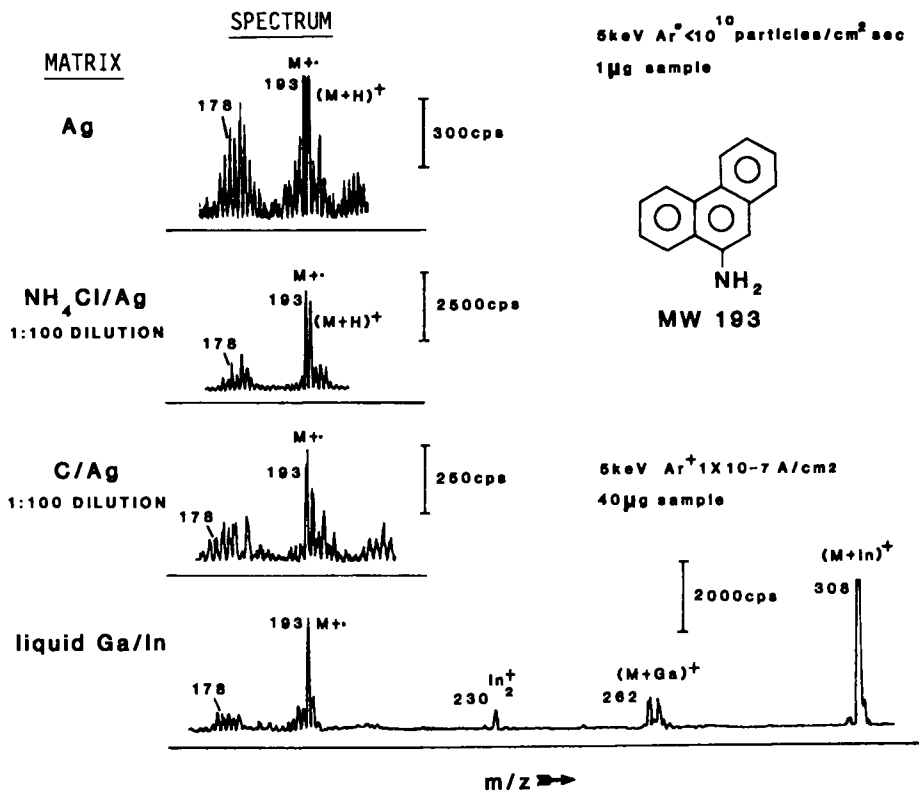 SPECTRUM
MATRIX
5keV Ar° <10^10 particles/cm² sec
1µg sample
Ag
178
M+·
193
(M+H)+
300cps
NH2
MW 193
NH4Cl/Ag
1:100 DILUTION
178
M+·
193
(M+H)+
2500cps
C/Ag
1:100 DILUTION
178
M+·
193
250cps
5keV Ar+ 1X10-7 A/cm2
40µg sample
liquid Ga/In
178
193
M+·
In2+
230
(M+Ga)+
262
2000cps
(M+In)+
308
m/z